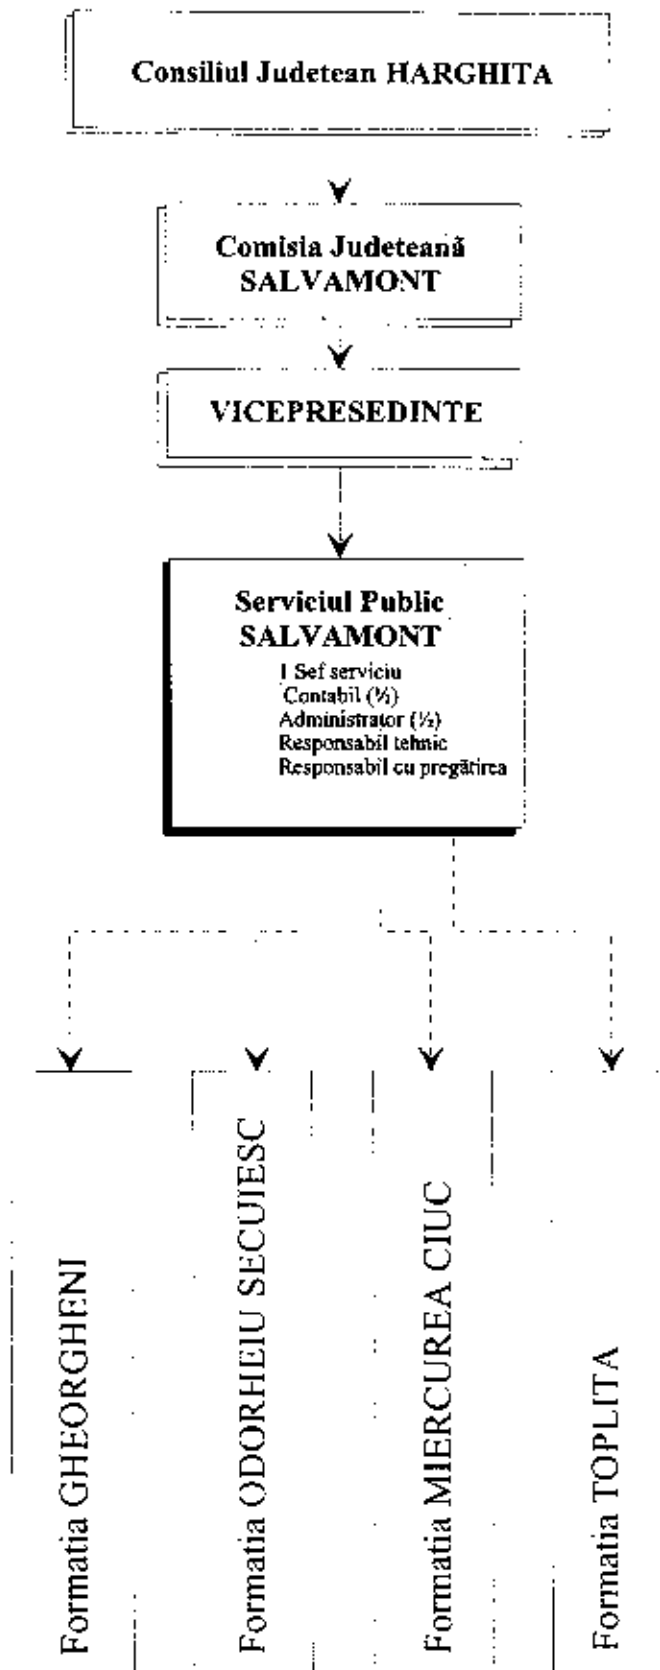 Consiliul Judetean HARGHITA
Comisia Judeteană
SALVAMONT
VICEPRESEDINTE
Serviciul Public
SALVAMONT
1 Sef serviciu
Contabil (½)
Administrator (½)
Responsabil tehnic
Responsabil cu pregătirea
Formatia GHEORGHENI
Formatia ODORHEIU SECUIESC
Formatia MIERCUREA CIUC
Formatia TOPLITA